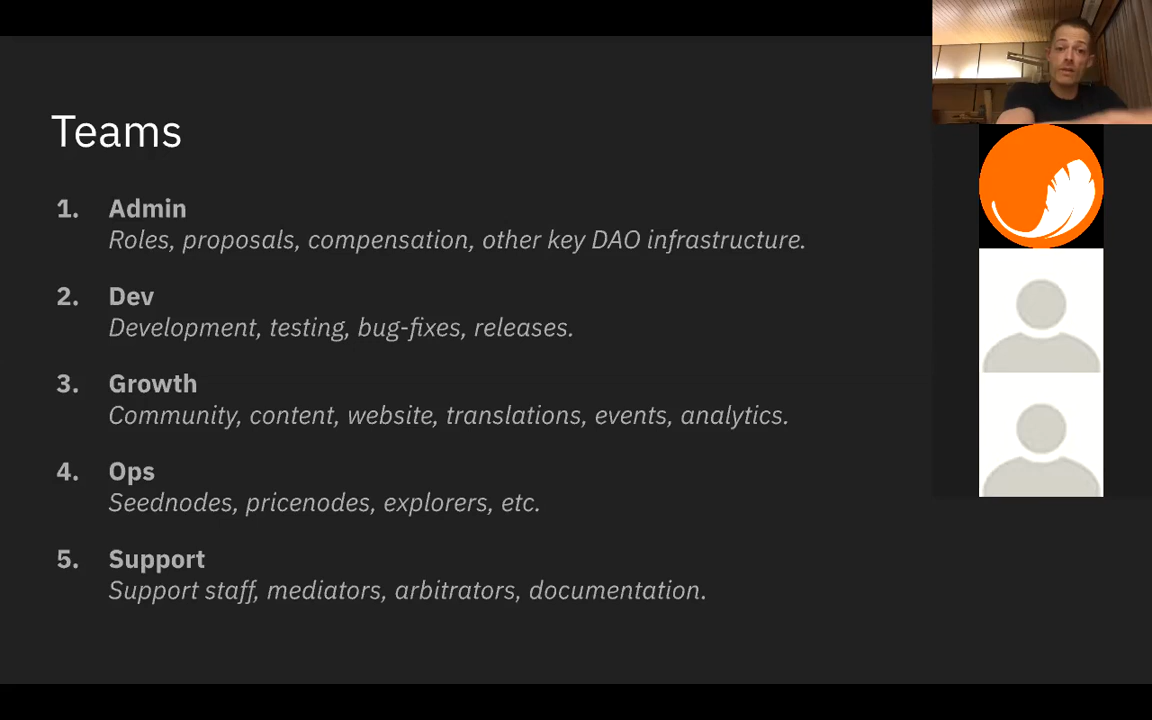 Teams
1. Admin
Roles, proposals, compensation, other key DAO infrastructure.
2. Dev
Development, testing, bug-fixes, releases.
3. Growth
Community, content, website, translations, events, analytics.
4. Ops
Seednodes, pricenodes, explorers, etc.
5. Support
Support staff, mediators, arbitrators, documentation.